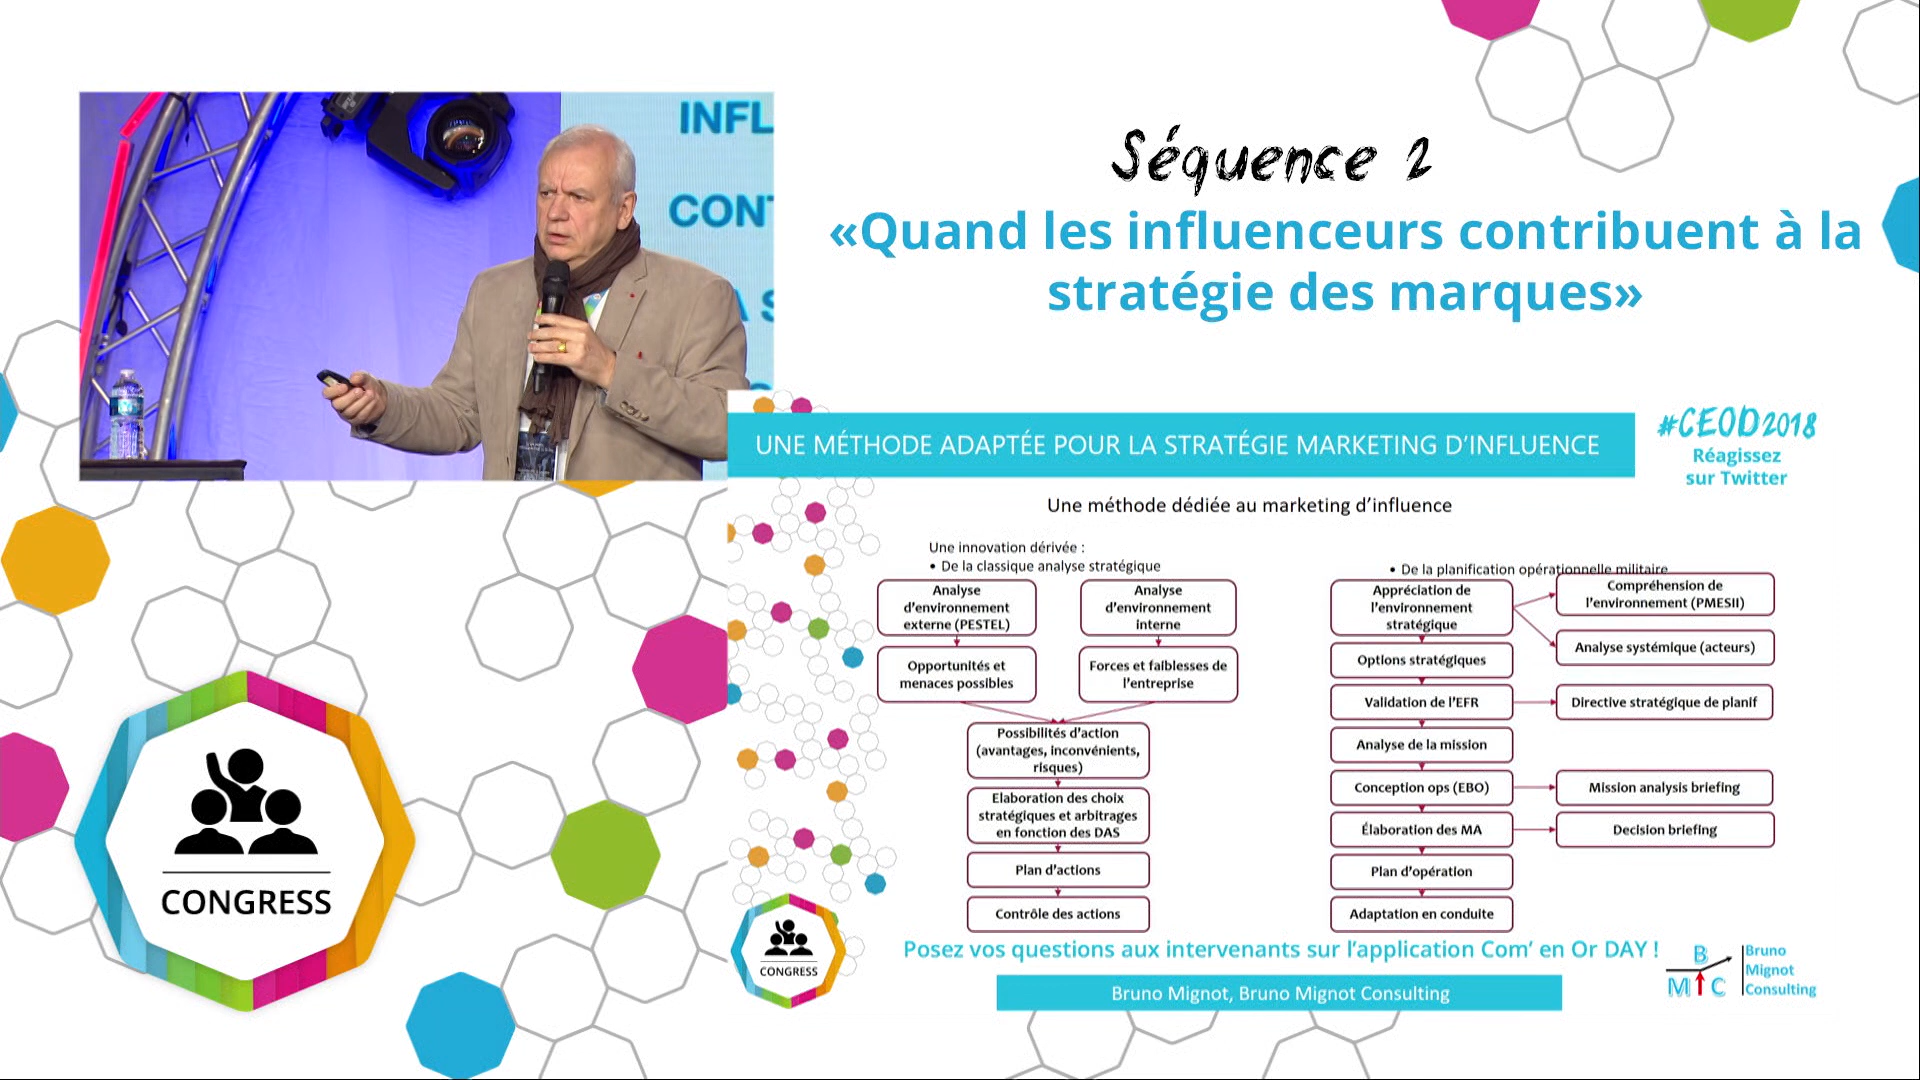 INFL
CONT
A S
Séquence 2
«Quand les influenceurs contribuent à la
stratégie des marques»
UNE MÉTHODE ADAPTÉE POUR LA STRATÉGIE MARKETING D’INFLUENCE
#CEOD2018
Réagissez
sur Twitter
Une méthode dédiée au marketing d’influence
Une innovation dérivée :
• De la classique analyse stratégique
Analyse
d’environnement
externe (PESTEL)
Analyse
d’environnement
interne
Opportunités et
menaces possibles
Forces et faiblesses de
l’entreprise
Possibilités d’action
(avantages, inconvénients,
risques)
Elaboration des choix
stratégiques et arbitrages
en fonction des DAS
Plan d’actions
Contrôle des actions
• De la planification opérationnelle militaire
Appréciation de
l’environnement
stratégique
Compréhension de
l’environnement (PMESII)
Analyse systémique (acteurs)
Options stratégiques
Validation de l’EFR
Directive stratégique de planif
Analyse de la mission
Conception ops (EBO)
Mission analysis briefing
Élaboration des MA
Decision briefing
Plan d’opération
Adaptation en conduite
CONGRESS
CONGRESS
Posez vos questions aux intervenants sur l’application Com’ en Or DAY !
Bruno Mignot, Bruno Mignot Consulting
B
M C
Bruno
Mignot
Consulting